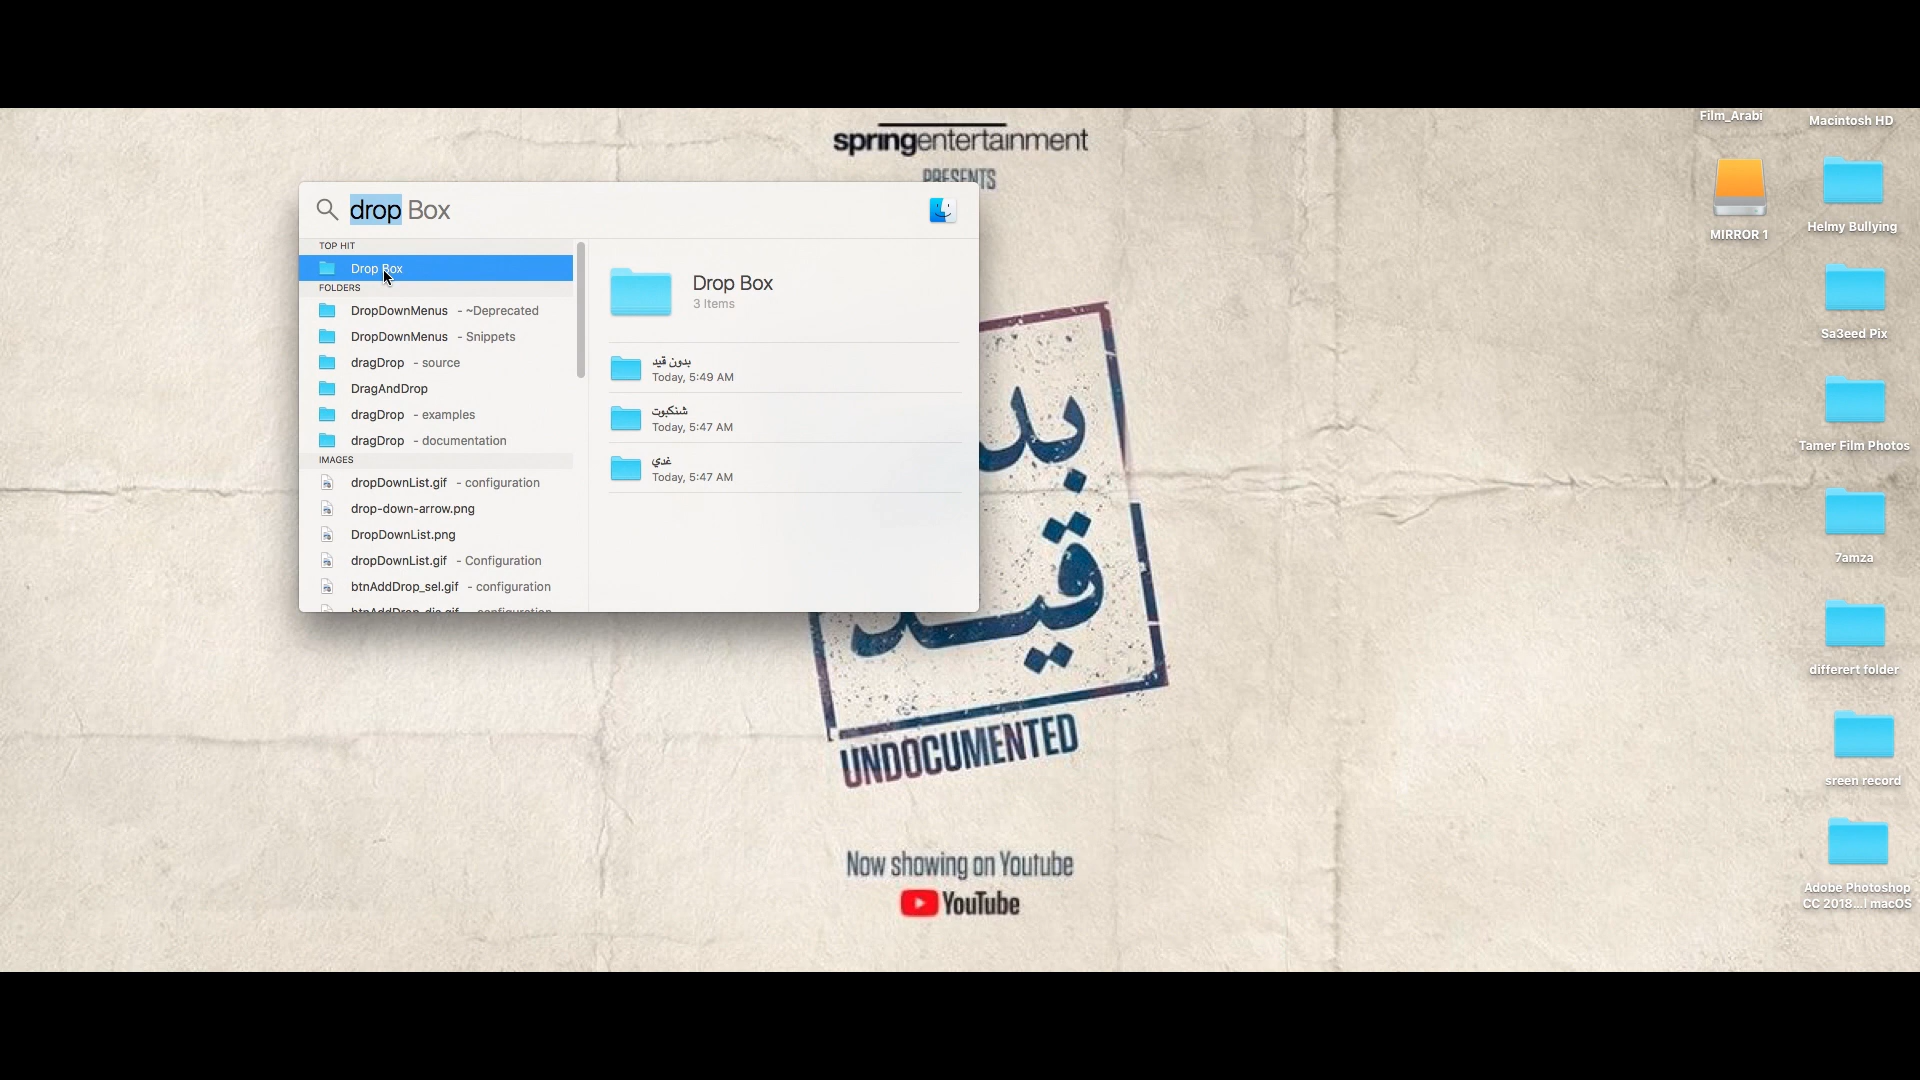 springentertainment
PRESENTS
Film_Arabi
Macintosh HD
MIRROR 1
Helmy Bullying
Sa3eed Pix
Tamer Film Photos
7amza
differert folder
sreen record
Adobe Photoshop
CC 2018...l macOS
drop Box
TOP HIT
Drop Box
FOLDERS
DropDownMenus - ~Deprecated
DropDownMenus - Snippets
dragDrop - source
DragAndDrop
dragDrop - examples
dragDrop - documentation
IMAGES
dropDownList.gif - configuration
drop-down-arrow.png
DropDownList.png
dropDownList.gif - Configuration
btnAddDrop_sel.gif - configuration
btnAddDrop_dis.gif - configuration
Drop Box
3 Items
بدون قيد
Today, 5:49 AM
شنكبوت
Today, 5:47 AM
غدي
Today, 5:47 AM
قيد
UNDOCUMENTED
Now showing on Youtube
YouTube